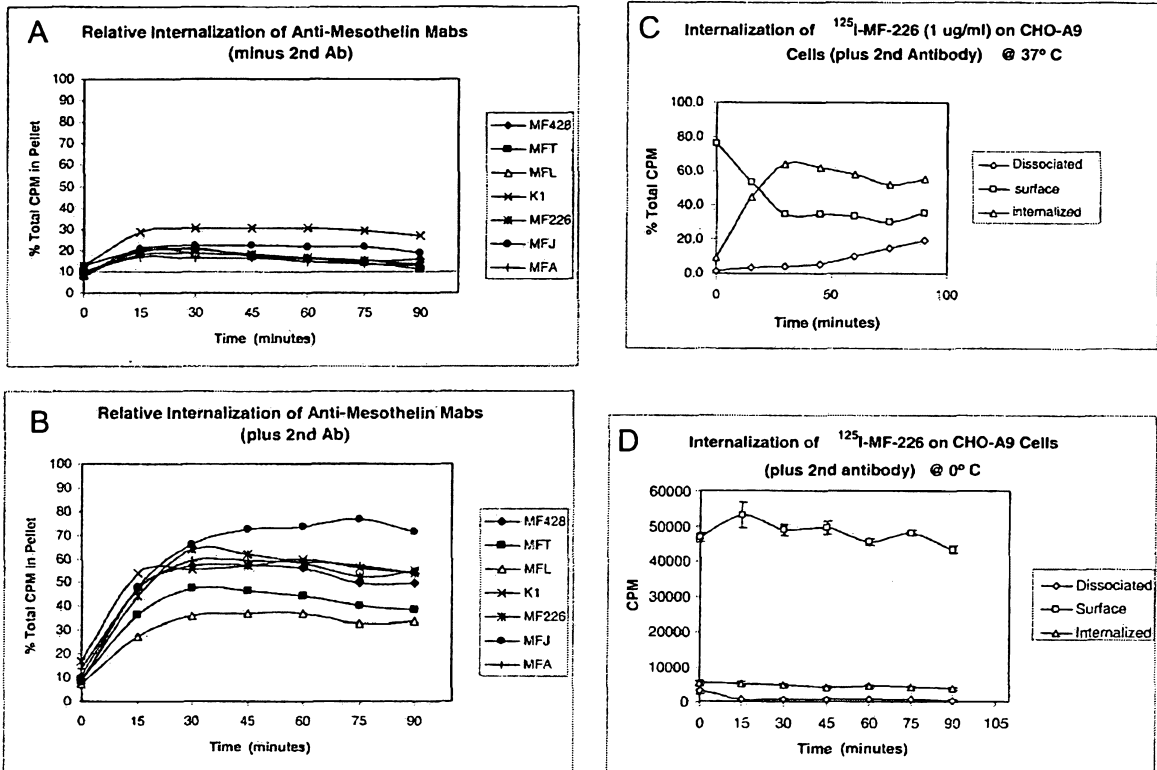 A
Relative Internalization of Anti-Mesothelin Mabs
(minus 2nd Ab)
% Total CPM in Pellet
100
90
80
70
60
50
40
30
20
10
0
0 15 30 45 60 75 90
Time (minutes)
MF428
MFT
MFL
K1
MF226
MFJ
MFA
B
Relative Internalization of Anti-Mesothelin Mabs
(plus 2nd Ab)
% Total CPM in Pellet
100
90
80
70
60
50
40
30
20
10
0
0 15 30 45 60 75 90
Time (minutes)
MF428
MFT
MFL
K1
MF226
MFJ
MFA
C
Internalization of ¹²⁵I-MF-226 (1 ug/ml) on CHO-A9
Cells (plus 2nd Antibody) @ 37° C
% Total CPM
100.0
80.0
60.0
40.0
20.0
0.0
0 50 100
Time (minutes)
Dissociated
surface
internalized
D
Internalization of ¹²⁵I-MF-226 on CHO-A9 Cells
(plus 2nd antibody) @ 0° C
CPM
60000
50000
40000
30000
20000
10000
0
0 15 30 45 60 75 90 105
Time (minutes)
Dissociated
Surface
Internalized